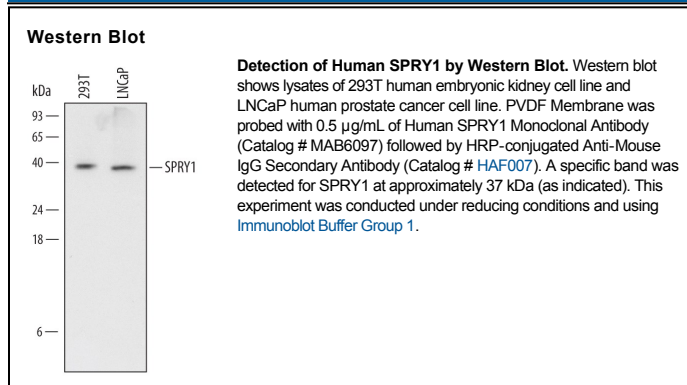 Western Blot
kDa
293T
LNCaP
93
65
40
SPRY1
24
18
6
Detection of Human SPRY1 by Western Blot. Western blot
shows lysates of 293T human embryonic kidney cell line and
LNCaP human prostate cancer cell line. PVDF Membrane was
probed with 0.5 µg/mL of Human SPRY1 Monoclonal Antibody
(Catalog # MAB6097) followed by HRP-conjugated Anti-Mouse
IgG Secondary Antibody (Catalog # HAF007). A specific band was
detected for SPRY1 at approximately 37 kDa (as indicated). This
experiment was conducted under reducing conditions and using
Immunoblot Buffer Group 1.